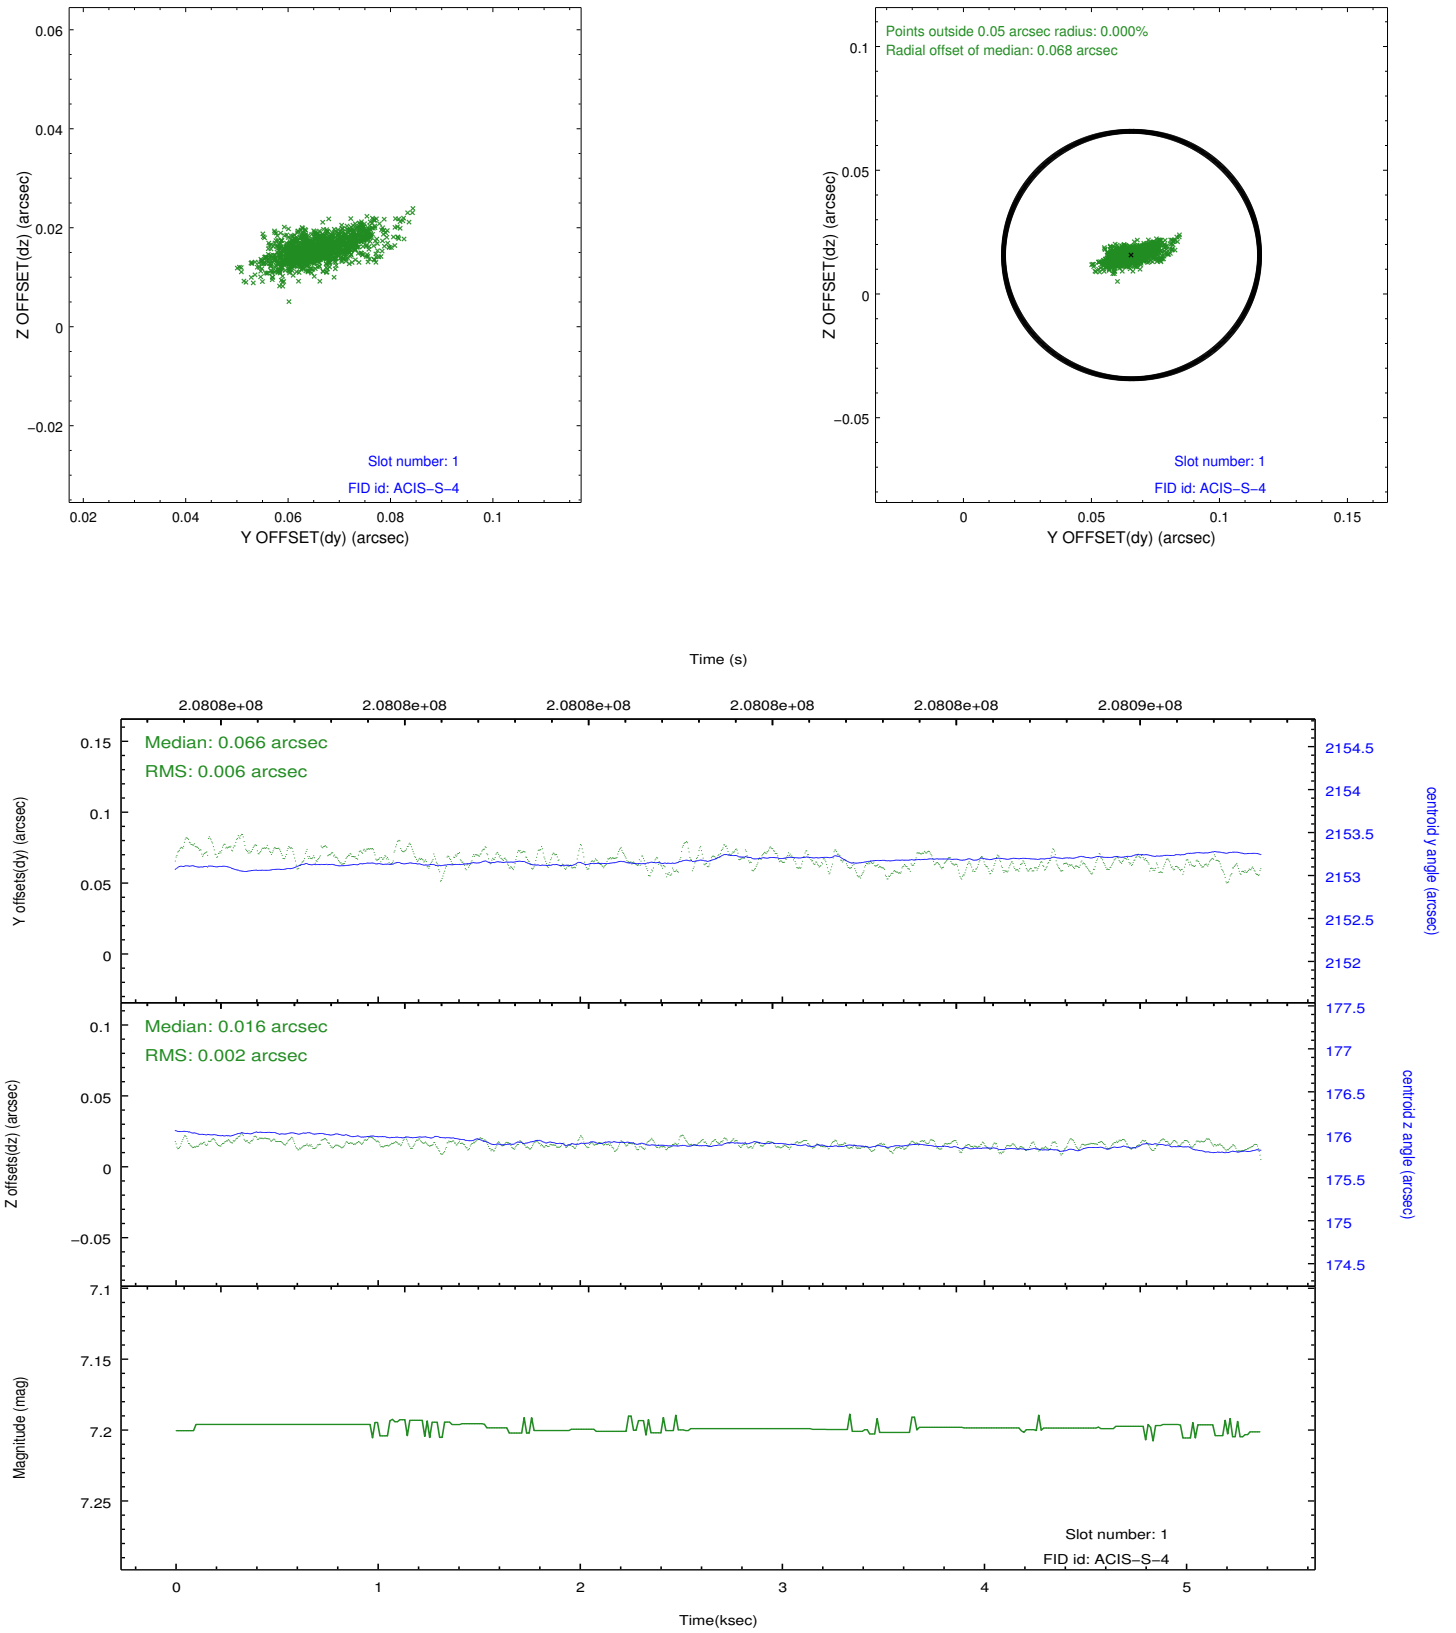 0.06
0.04
0.02
0
−0.02
Z OFFSET(dz) (arcsec)
Slot number: 1
FID id: ACIS−S−4
0.02 0.04 0.06 0.08 0.1
Y OFFSET(dy) (arcsec)
Points outside 0.05 arcsec radius: 0.000%
Radial offset of median: 0.068 arcsec
0.1
0.05
0
−0.05
Z OFFSET(dz) (arcsec)
Slot number: 1
FID id: ACIS−S−4
0 0.05 0.1 0.15
Y OFFSET(dy) (arcsec)
Time (s)
2.0808e+08 2.0808e+08 2.0808e+08 2.0808e+08 2.0808e+08 2.0809e+08
Median: 0.066 arcsec
RMS: 0.006 arcsec
0.15
0.1
0.05
0
Y offsets(dy) (arcsec)
2154.5
2154
2153.5
2153
2152.5
2152
centroid y angle (arcsec)
Median: 0.016 arcsec
RMS: 0.002 arcsec
0.1
0.05
0
−0.05
Z offsets(dz) (arcsec)
177.5
177
176.5
176
175.5
175
174.5
centroid z angle (arcsec)
7.1
7.15
7.2
7.25
Magnitude (mag)
Slot number: 1
FID id: ACIS−S−4
0 1 2 3 4 5
Time(ksec)